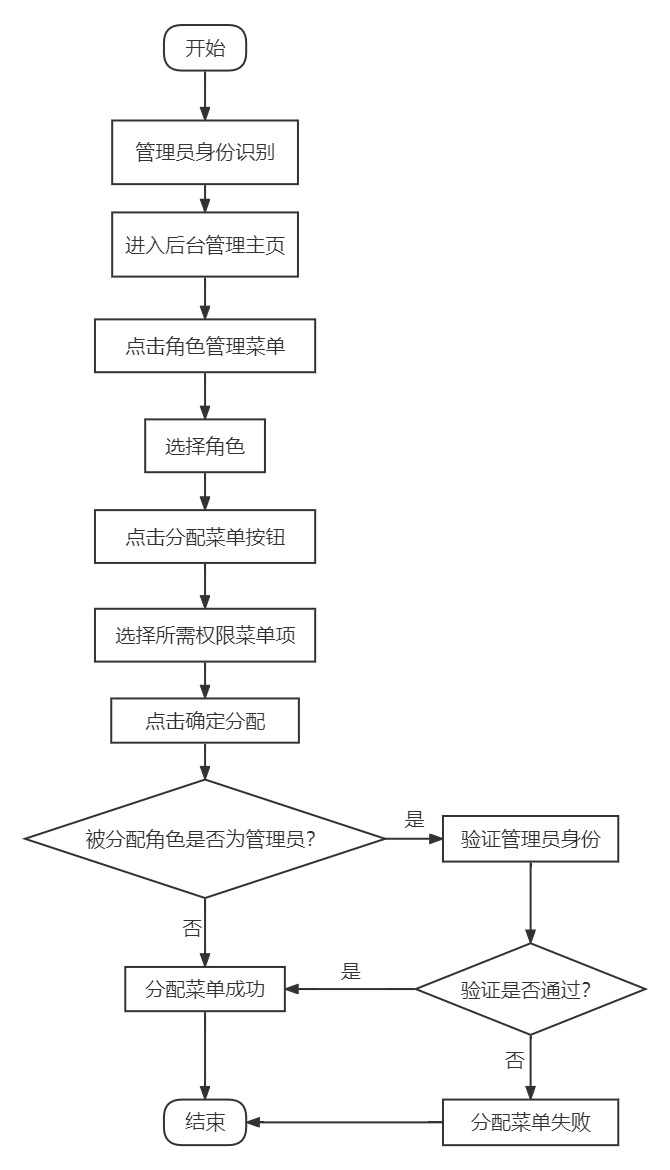 开始
管理员身份识别
进入后台管理主页
点击角色管理菜单
选择角色
点击分配菜单按钮
选择所需权限菜单项
点击确定分配
被分配角色是否为管理员?
是
验证管理员身份
否
分配菜单成功
是
验证是否通过?
否
结束
分配菜单失败